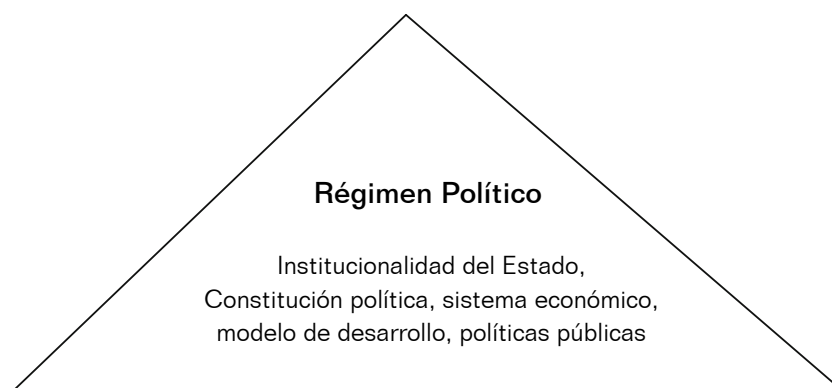 Régimen Político
Institucionalidad del Estado,
Constitución política, sistema económico,
modelo de desarrollo, políticas públicas